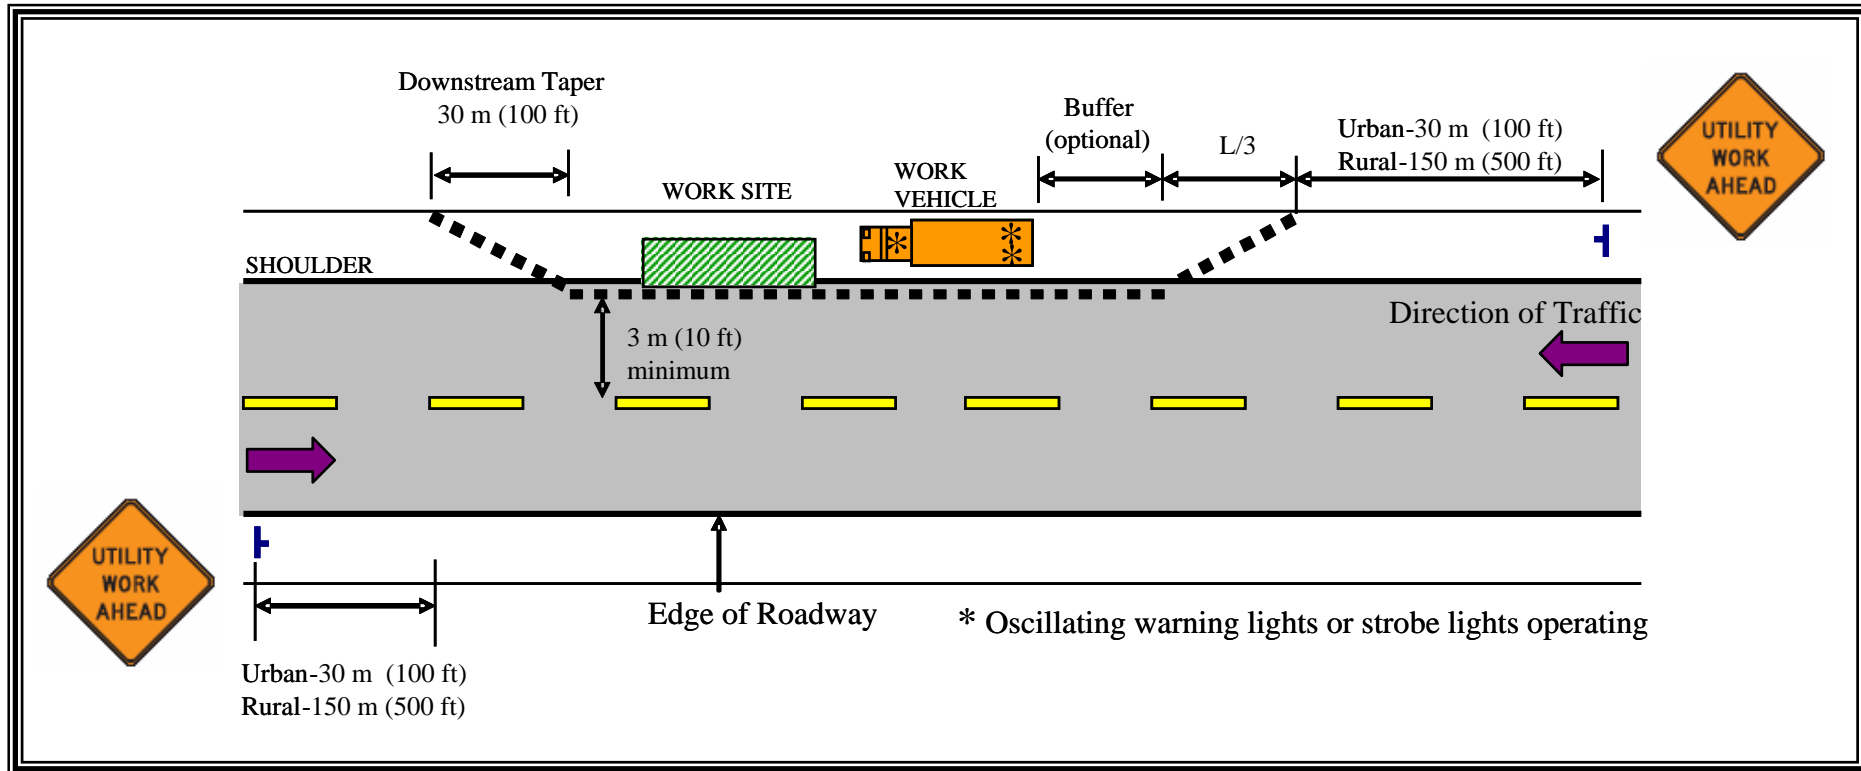 Downstream Taper
30 m (100 ft)
Buffer
(optional)
L/3
Urban-30 m (100 ft)
Rural-150 m (500 ft)
UTILITY
WORK
AHEAD
WORK SITE
WORK
VEHICLE
SHOULDER
Direction of Traffic
3 m (10 ft)
minimum
UTILITY
WORK
AHEAD
Edge of Roadway
* Oscillating warning lights or strobe lights operating
Urban-30 m (100 ft)
Rural-150 m (500 ft)